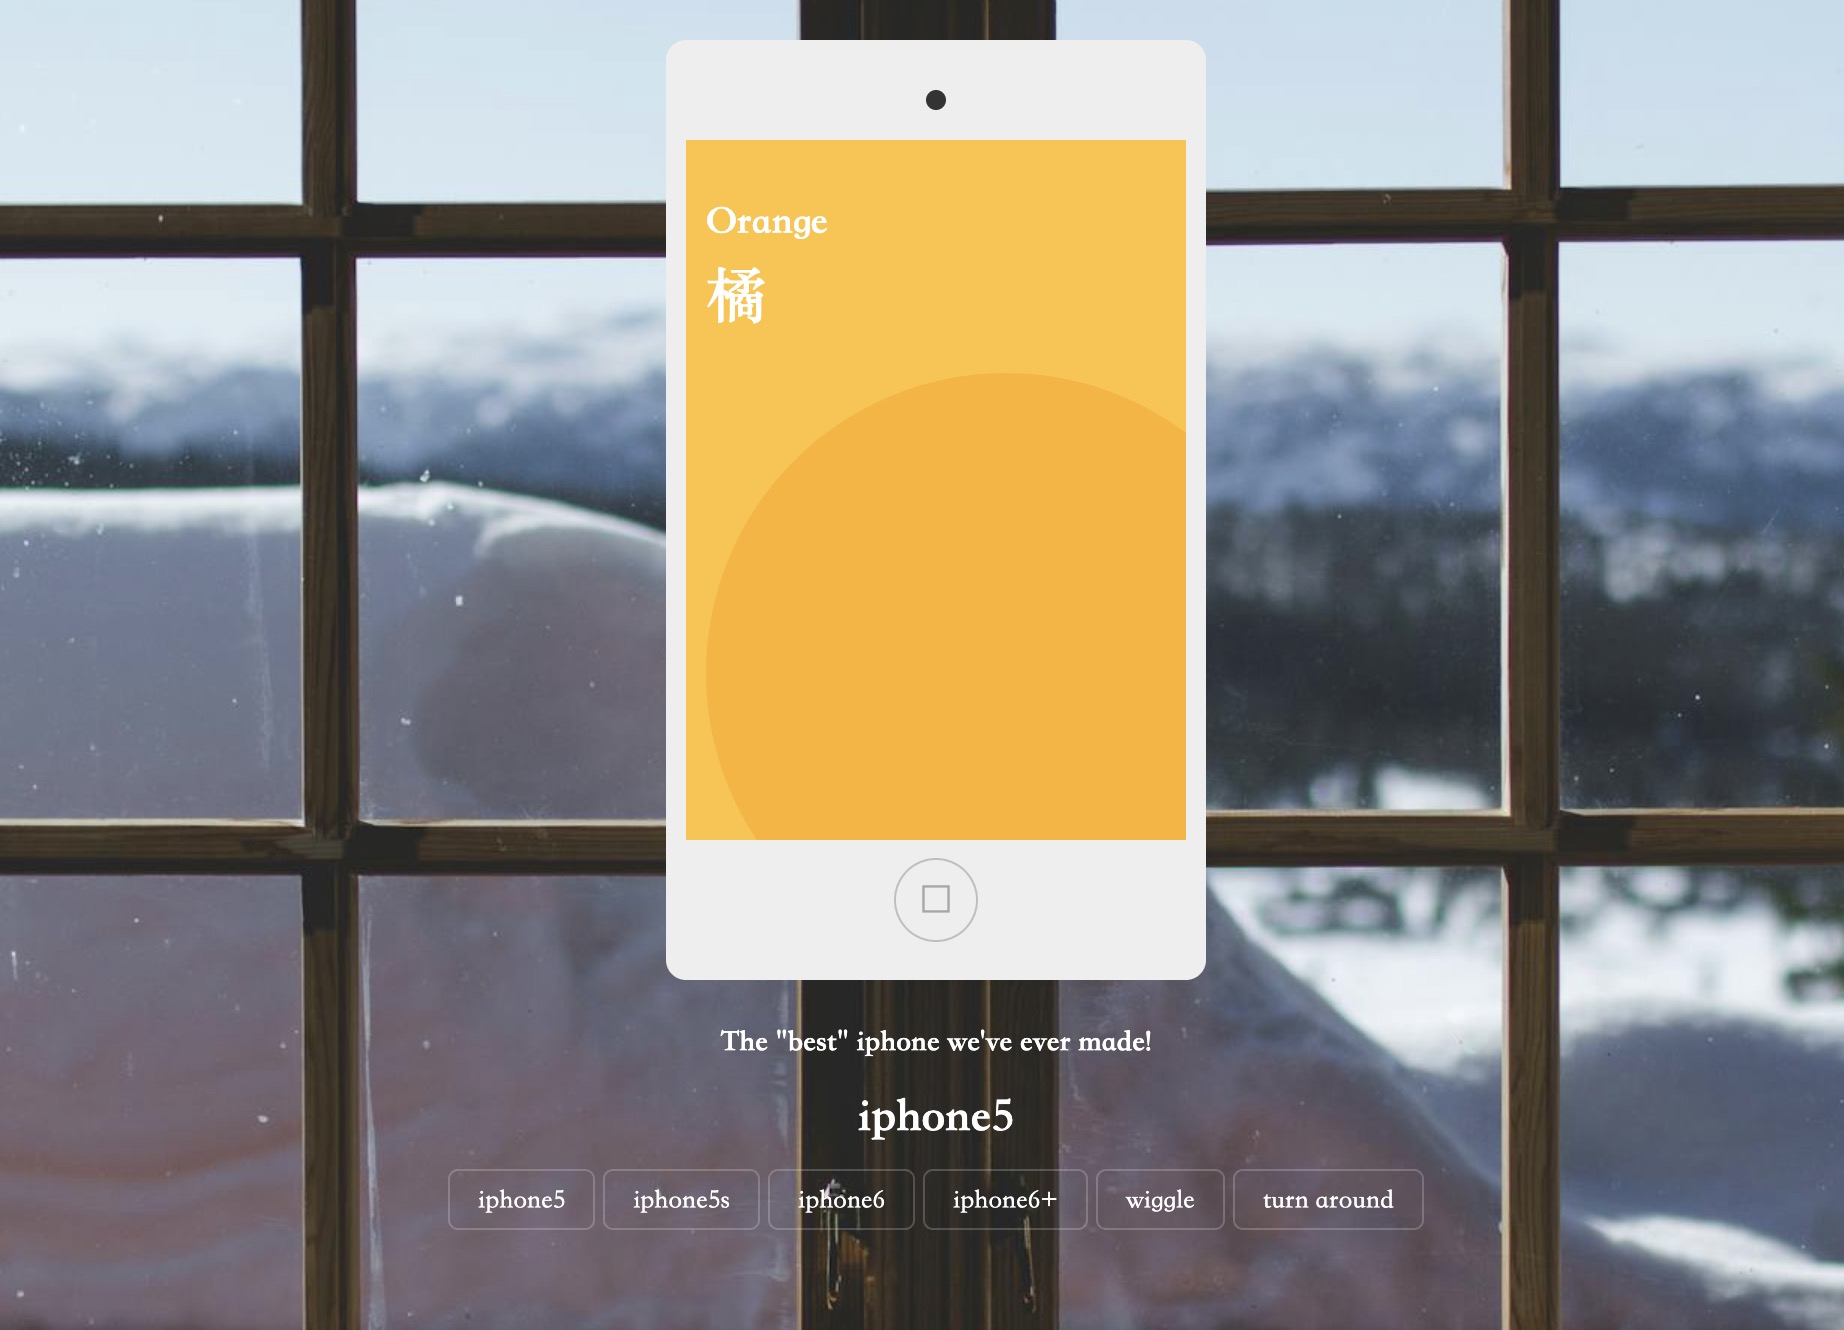 Orange
橘
The "best" iphone we've ever made!
iphone5
iphone5 iphone5s iphone6 iphone6+ wiggle turn around